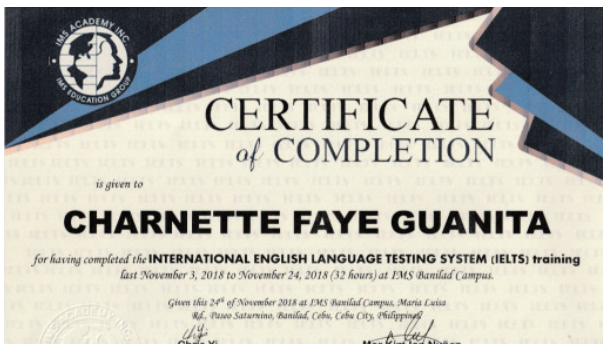 IMS ACADEMY INC.
IMS EDUCATION GROUP
CERTIFICATE
of COMPLETION
is given to
CHARNETTE FAYE GUANITA
for having completed the INTERNATIONAL ENGLISH LANGUAGE TESTING SYSTEM (IELTS) training
last November 3, 2018 to November 24, 2018 (32 hours) at IMS Banilad Campus.
Given this 24th of November 2018 at IMS Banilad Campus, Maria Luisa
Rd., Paseo Saturnino, Banilad, Cebu, Cebu City, Philippines